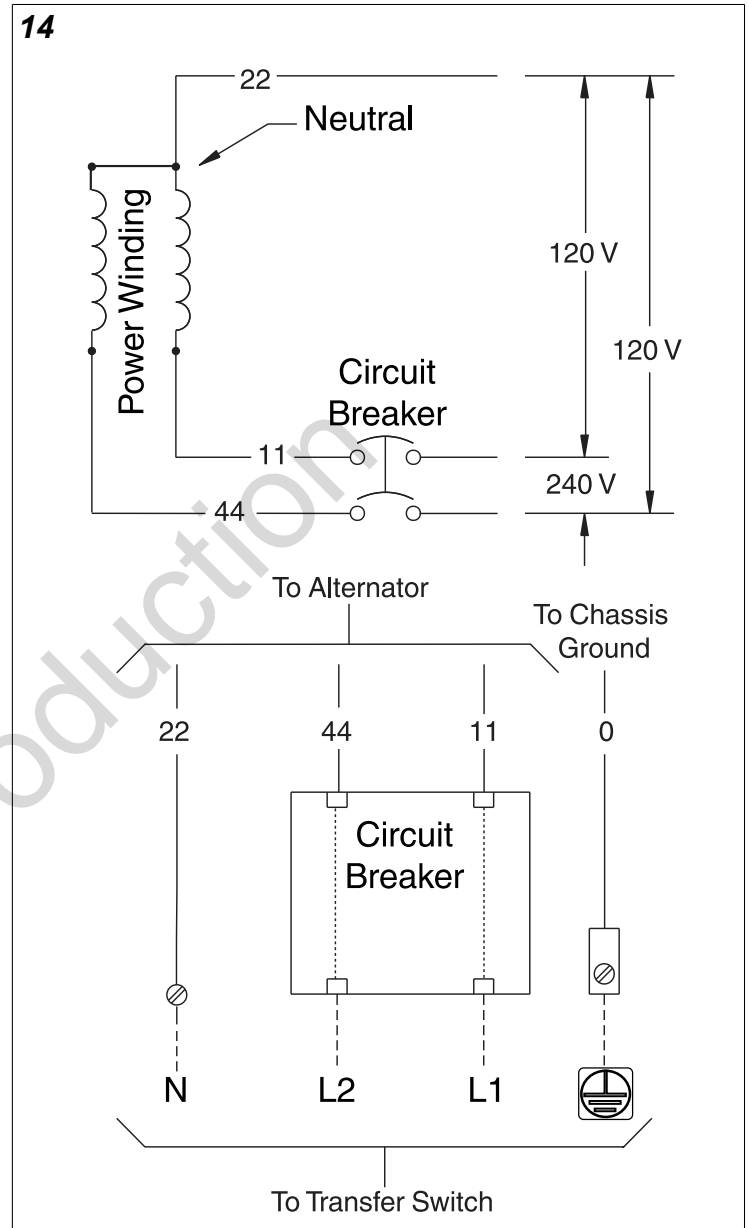 14
22
Neutral
Power Winding
120 V
120 V
Circuit
Breaker
11
240 V
44
To Alternator
To Chassis
Ground
22
44
11
0
Circuit
Breaker
N
L2
L1
To Transfer Switch
oduction